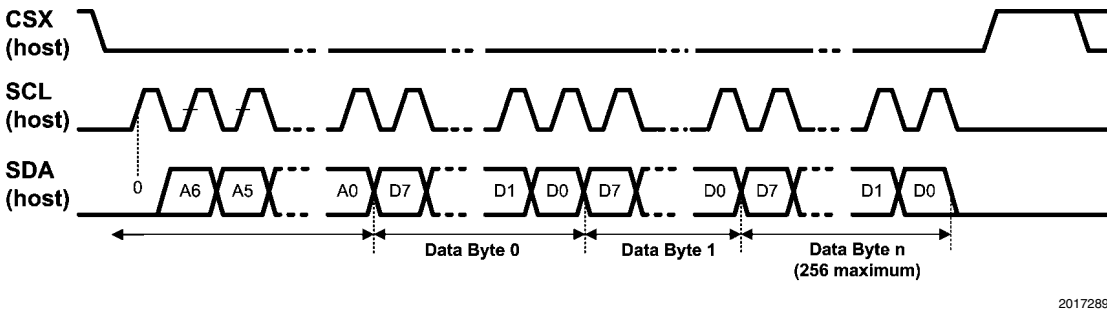 CSX
(host)
SCL
(host)
SDA
(host)
0 A6 A5 A0 D7 D1 D0 D7 D0 D7 D1 D0
Data Byte 0 Data Byte 1 Data Byte n
(256 maximum)
2017289